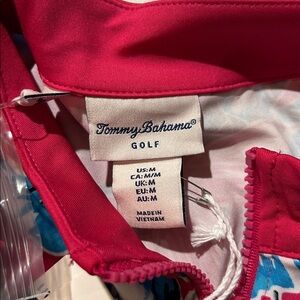 Tommy Bahama®
GOLF
US:M
CA:M/M
UK:M
EU:M
AU:M
MADE IN
VIETNAM